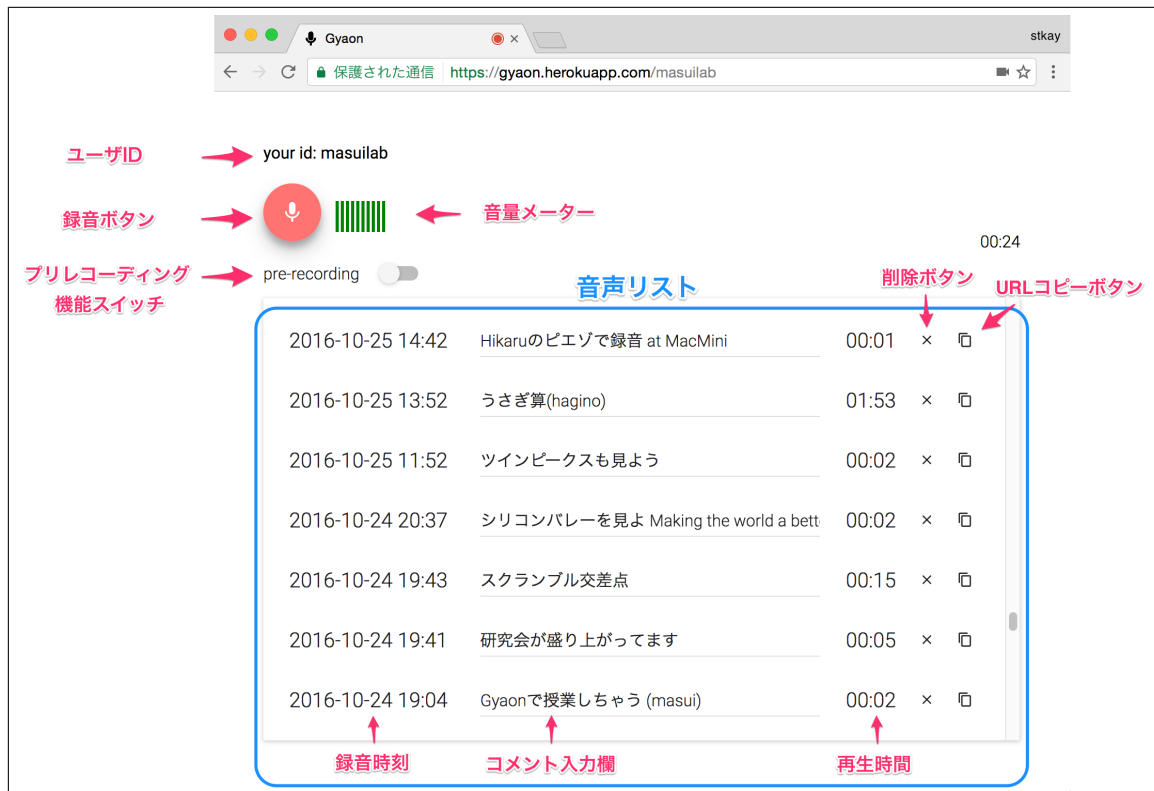 Gyaon
stkay
保護された通信 https://gyaon.herokuapp.com/masuilab
ユーザID
your id: masuilab
録音ボタン
音量メーター
00:24
プリレコーディング
機能スイッチ
pre-recording
音声リスト
削除ボタン
URLコピーボタン
2016-10-25 14:42 Hikaruのピエゾで録音 at MacMini 00:01 ×
2016-10-25 13:52 うさぎ算(hagino) 01:53 ×
2016-10-25 11:52 ツインピークスも見よう 00:02 ×
2016-10-24 20:37 シリコンバレーを見よ Making the world a bett 00:02 ×
2016-10-24 19:43 スクランブル交差点 00:15 ×
2016-10-24 19:41 研究会が盛り上がってます 00:05 ×
2016-10-24 19:04 Gyaonで授業しちゃう (masui) 00:02 ×
録音時刻
コメント入力欄
再生時間